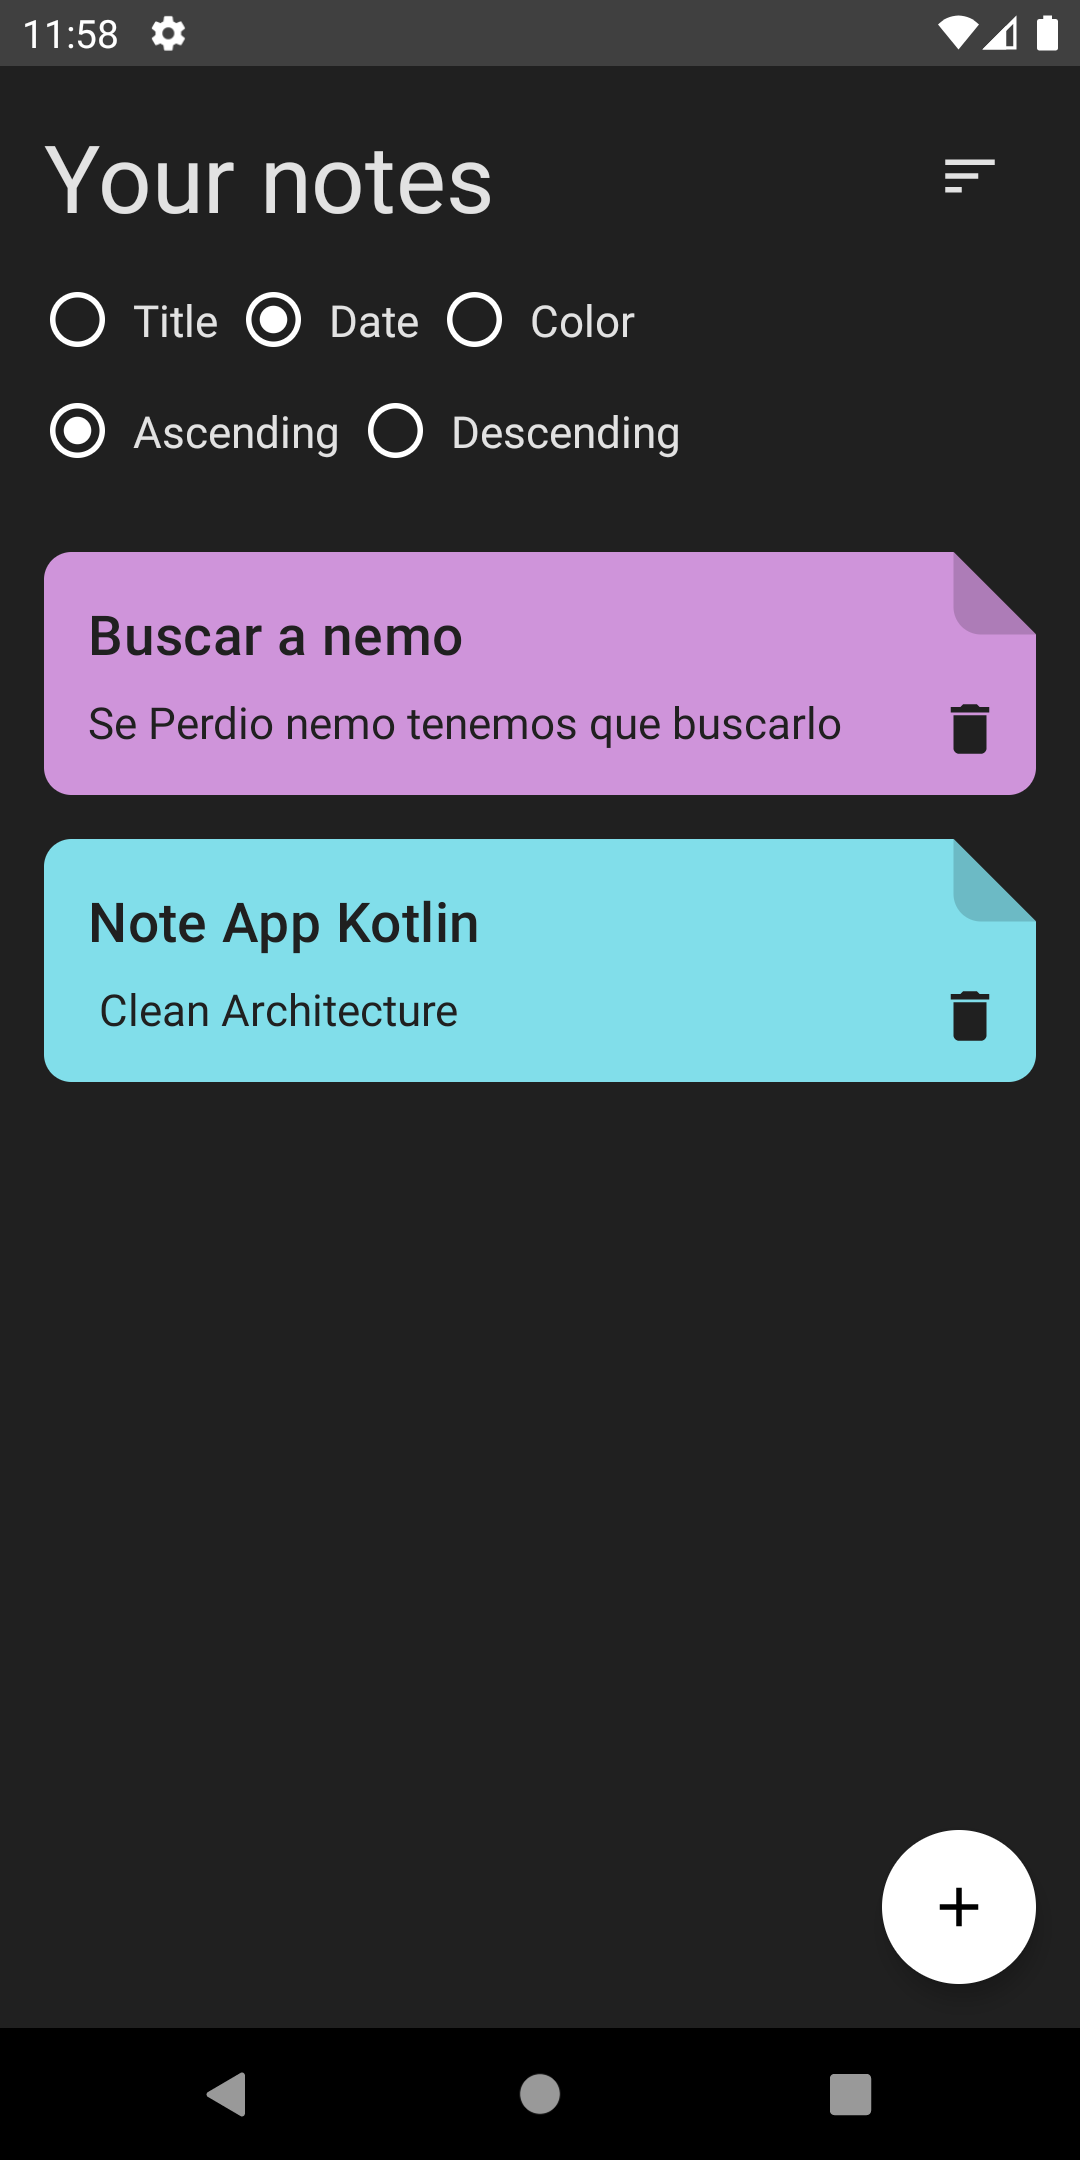 11:58
Your notes
Title Date Color
Ascending Descending
Buscar a nemo
Se Perdio nemo tenemos que buscarlo
Note App Kotlin
Clean Architecture